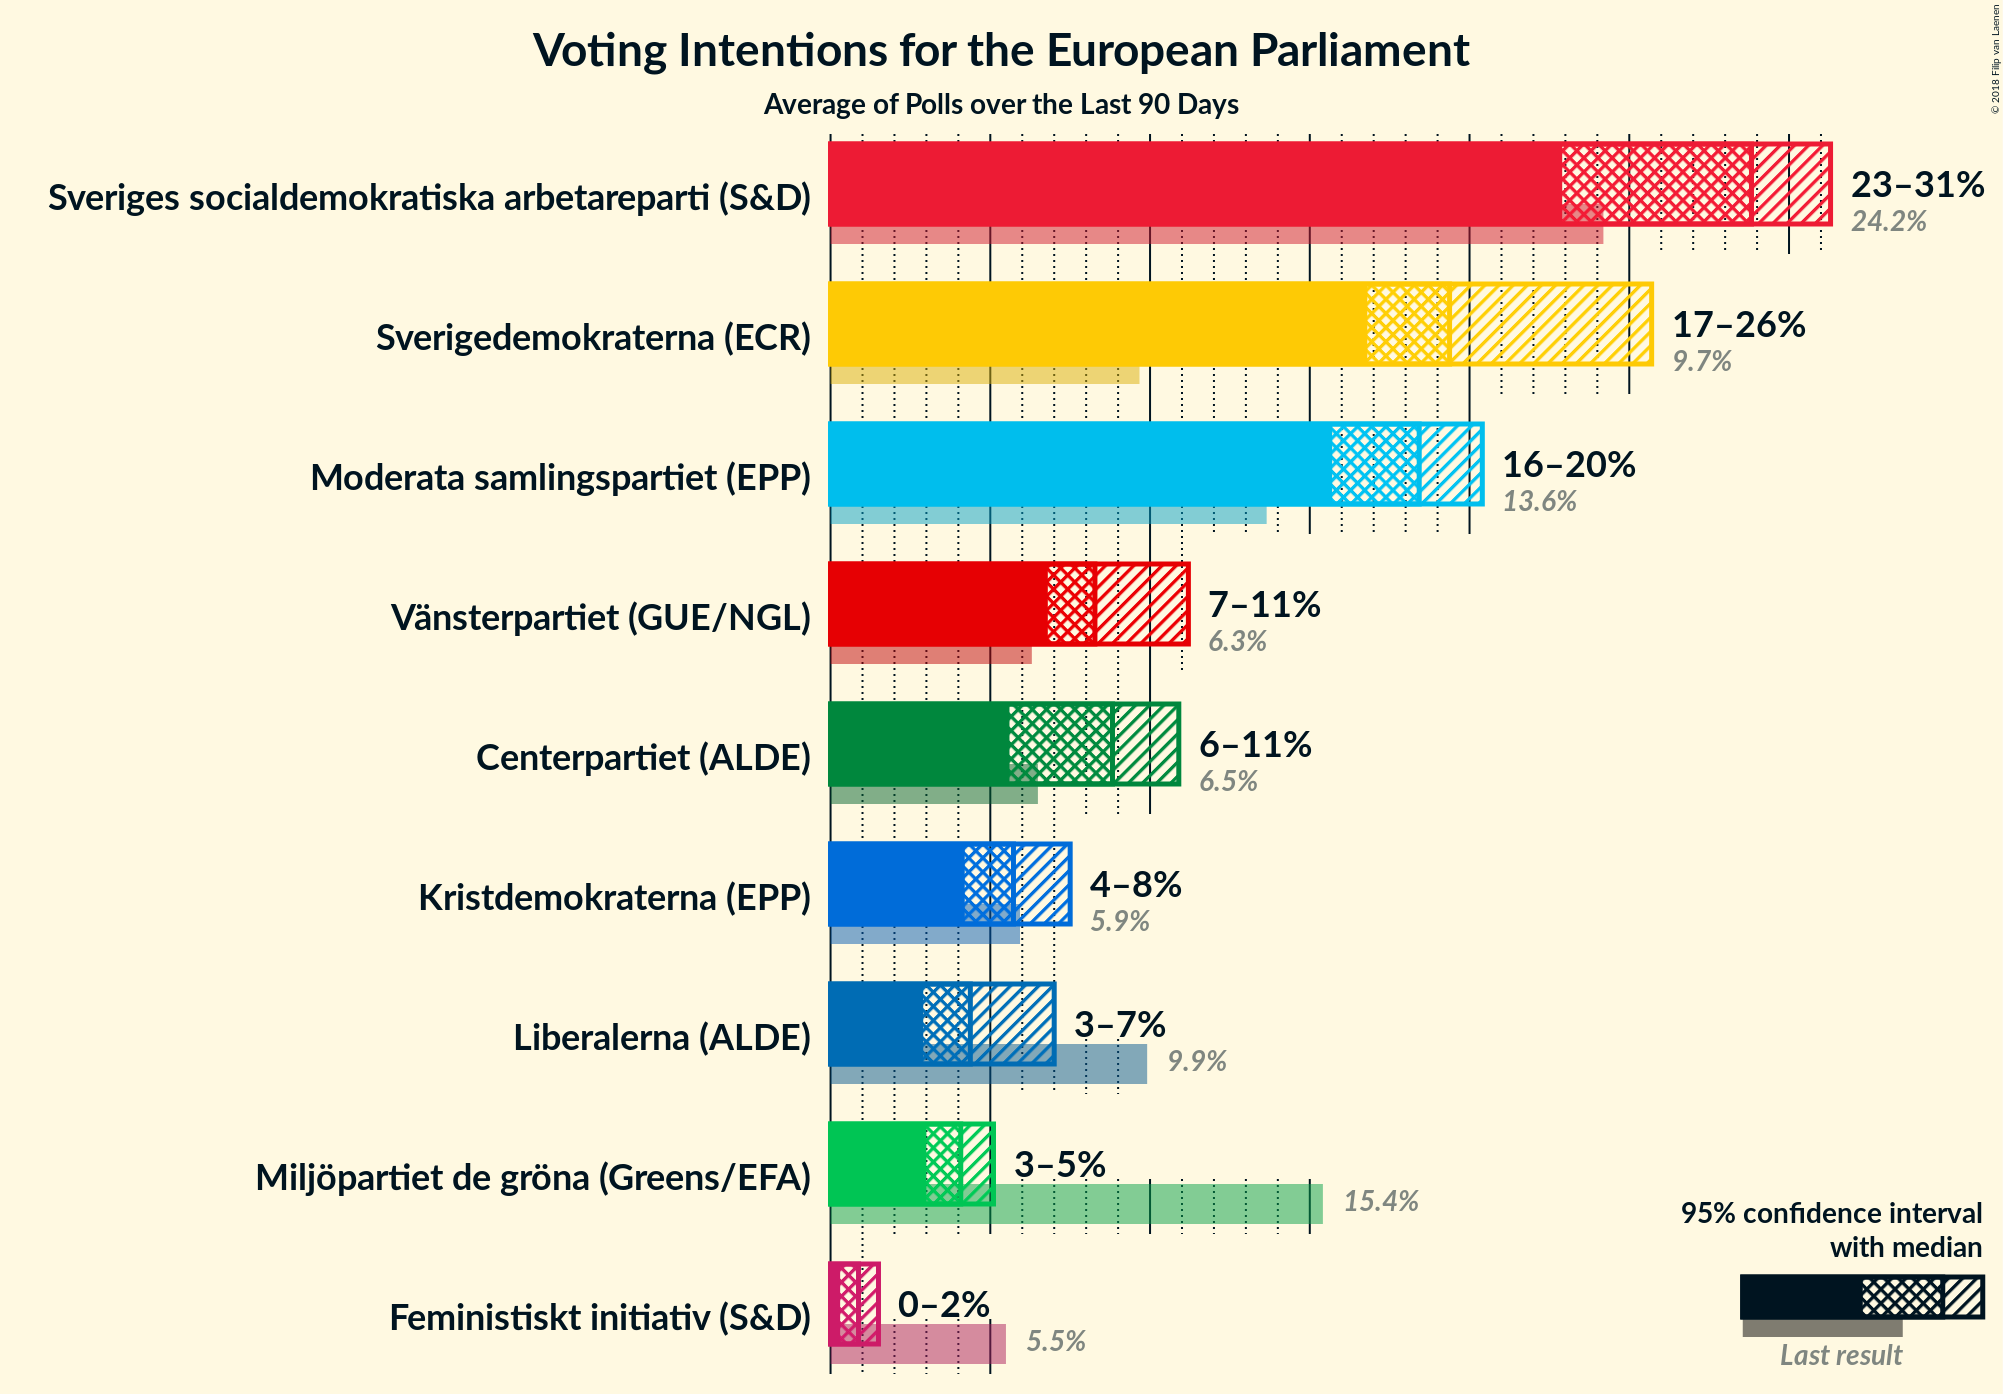 Voting Intentions for the European Parliament
Average of Polls over the Last 90 Days
© 2018 Filip van Laenen
Sveriges socialdemokratiska arbetareparti (S&D)
23–31%
24.2%
Sverigedemokraterna (ECR)
17–26%
9.7%
Moderata samlingspartiet (EPP)
16–20%
13.6%
Vänsterpartiet (GUE/NGL)
7–11%
6.3%
Centerpartiet (ALDE)
6–11%
6.5%
Kristdemokraterna (EPP)
4–8%
5.9%
Liberalerna (ALDE)
3–7%
9.9%
Miljöpartiet de gröna (Greens/EFA)
3–5%
15.4%
Feministiskt initiativ (S&D)
0–2%
5.5%
95% confidence interval
with median
Last result